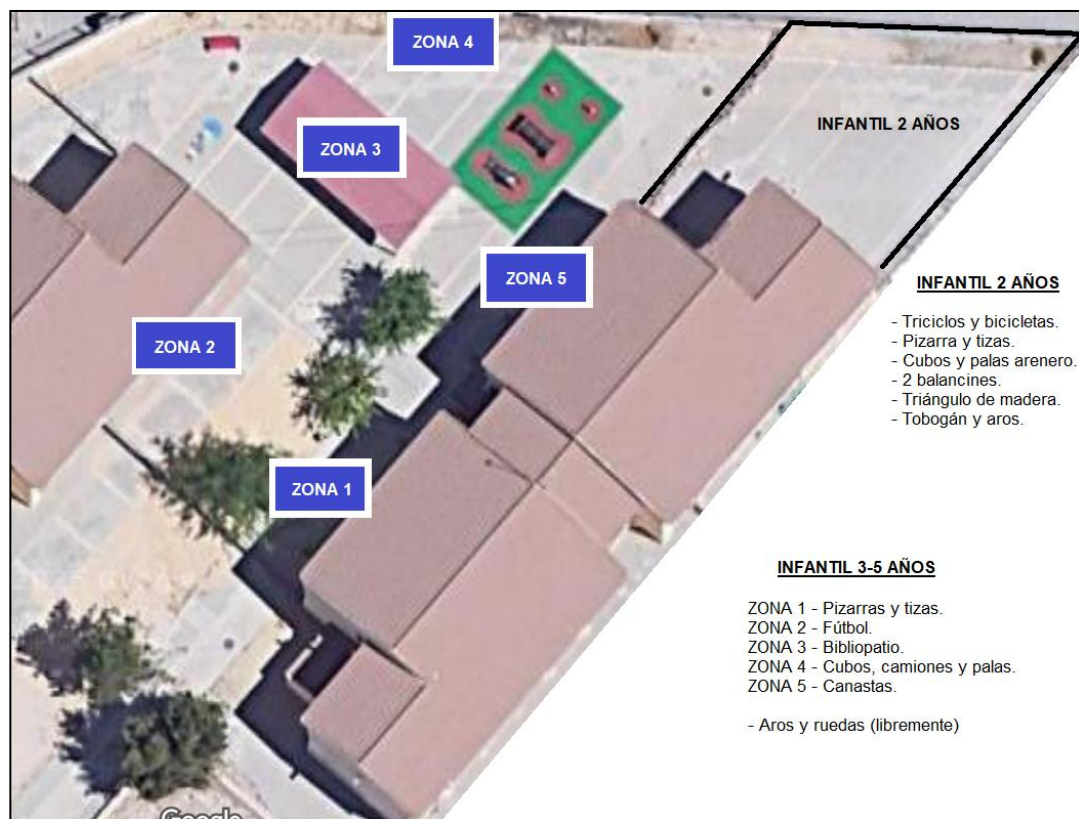 ZONA 4
INFANTIL 2 AÑOS
ZONA 3
ZONA 5
ZONA 2
ZONA 1
INFANTIL 2 AÑOS
- Triciclos y bicicletas.
- Pizarra y tizas.
- Cubos y palas arenero.
- 2 balancines.
- Triángulo de madera.
- Tobogán y aros.
INFANTIL 3-5 AÑOS
ZONA 1 - Pizarras y tizas.
ZONA 2 - Fútbol.
ZONA 3 - Bibliopatio.
ZONA 4 - Cubos, camiones y palas.
ZONA 5 - Canastas.
- Aros y ruedas (libremente)
Google